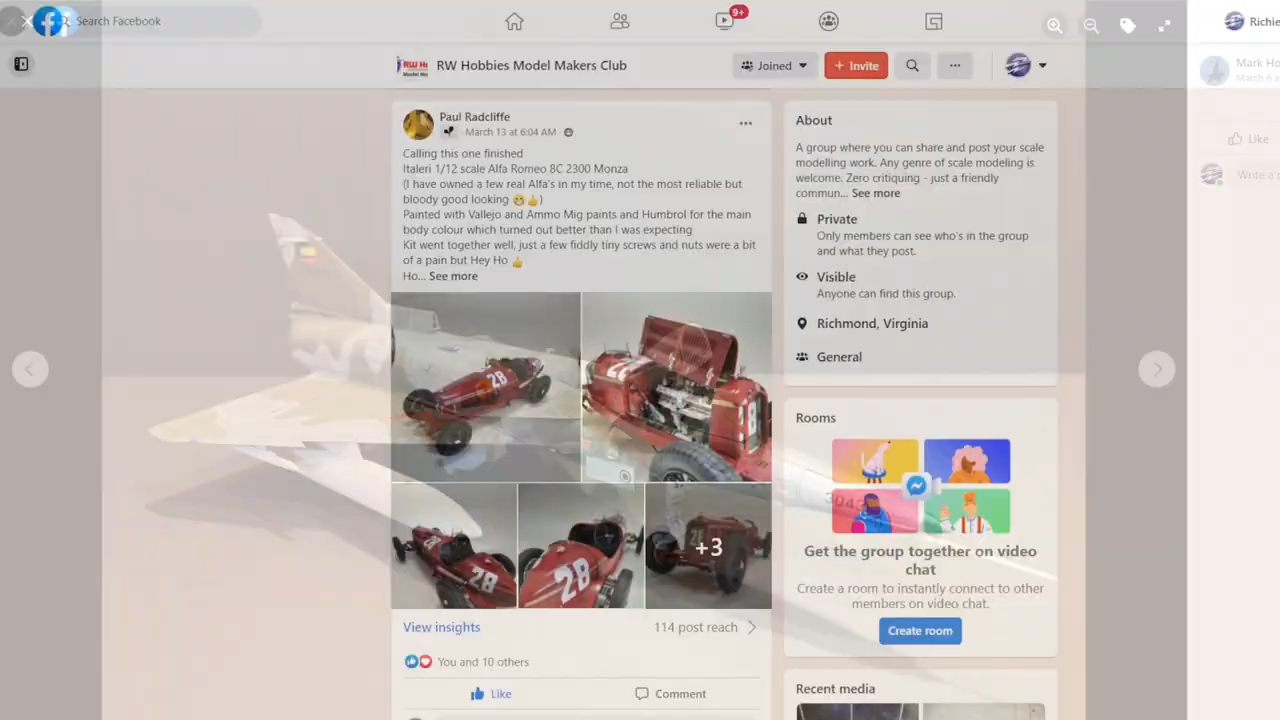 Search Facebook
9+
Richie
RW Hobbies Model Makers Club
Joined
+ Invite
Mark Ho
March 6 a
Like
Write a c
Paul Radcliffe
March 13 at 6:04 AM
Calling this one finished
Italeri 1/12 scale Alfa Romeo 8C 2300 Monza
(I have owned a few real Alfa's in my time, not the most reliable but
bloody good looking 😁👍)
Painted with Vallejo and Ammo Mig paints and Humbrol for the main
body colour which turned out better than I was expecting
Kit went together well, just a few fiddly tiny screws and nuts were a bit
of a pain but Hey Ho 👍
Ho... See more
28
28
28
+3
View insights
114 post reach
You and 10 others
Like
Comment
About
A group where you can share and post your scale
modelling work. Any genre of scale modeling is
welcome. Zero critiquing - just a friendly
commun... See more
Private
Only members can see who's in the group
and what they post.
Visible
Anyone can find this group.
Richmond, Virginia
General
Rooms
Get the group together on video
chat
Create a room to instantly connect to other
members on video chat.
Create room
Recent media